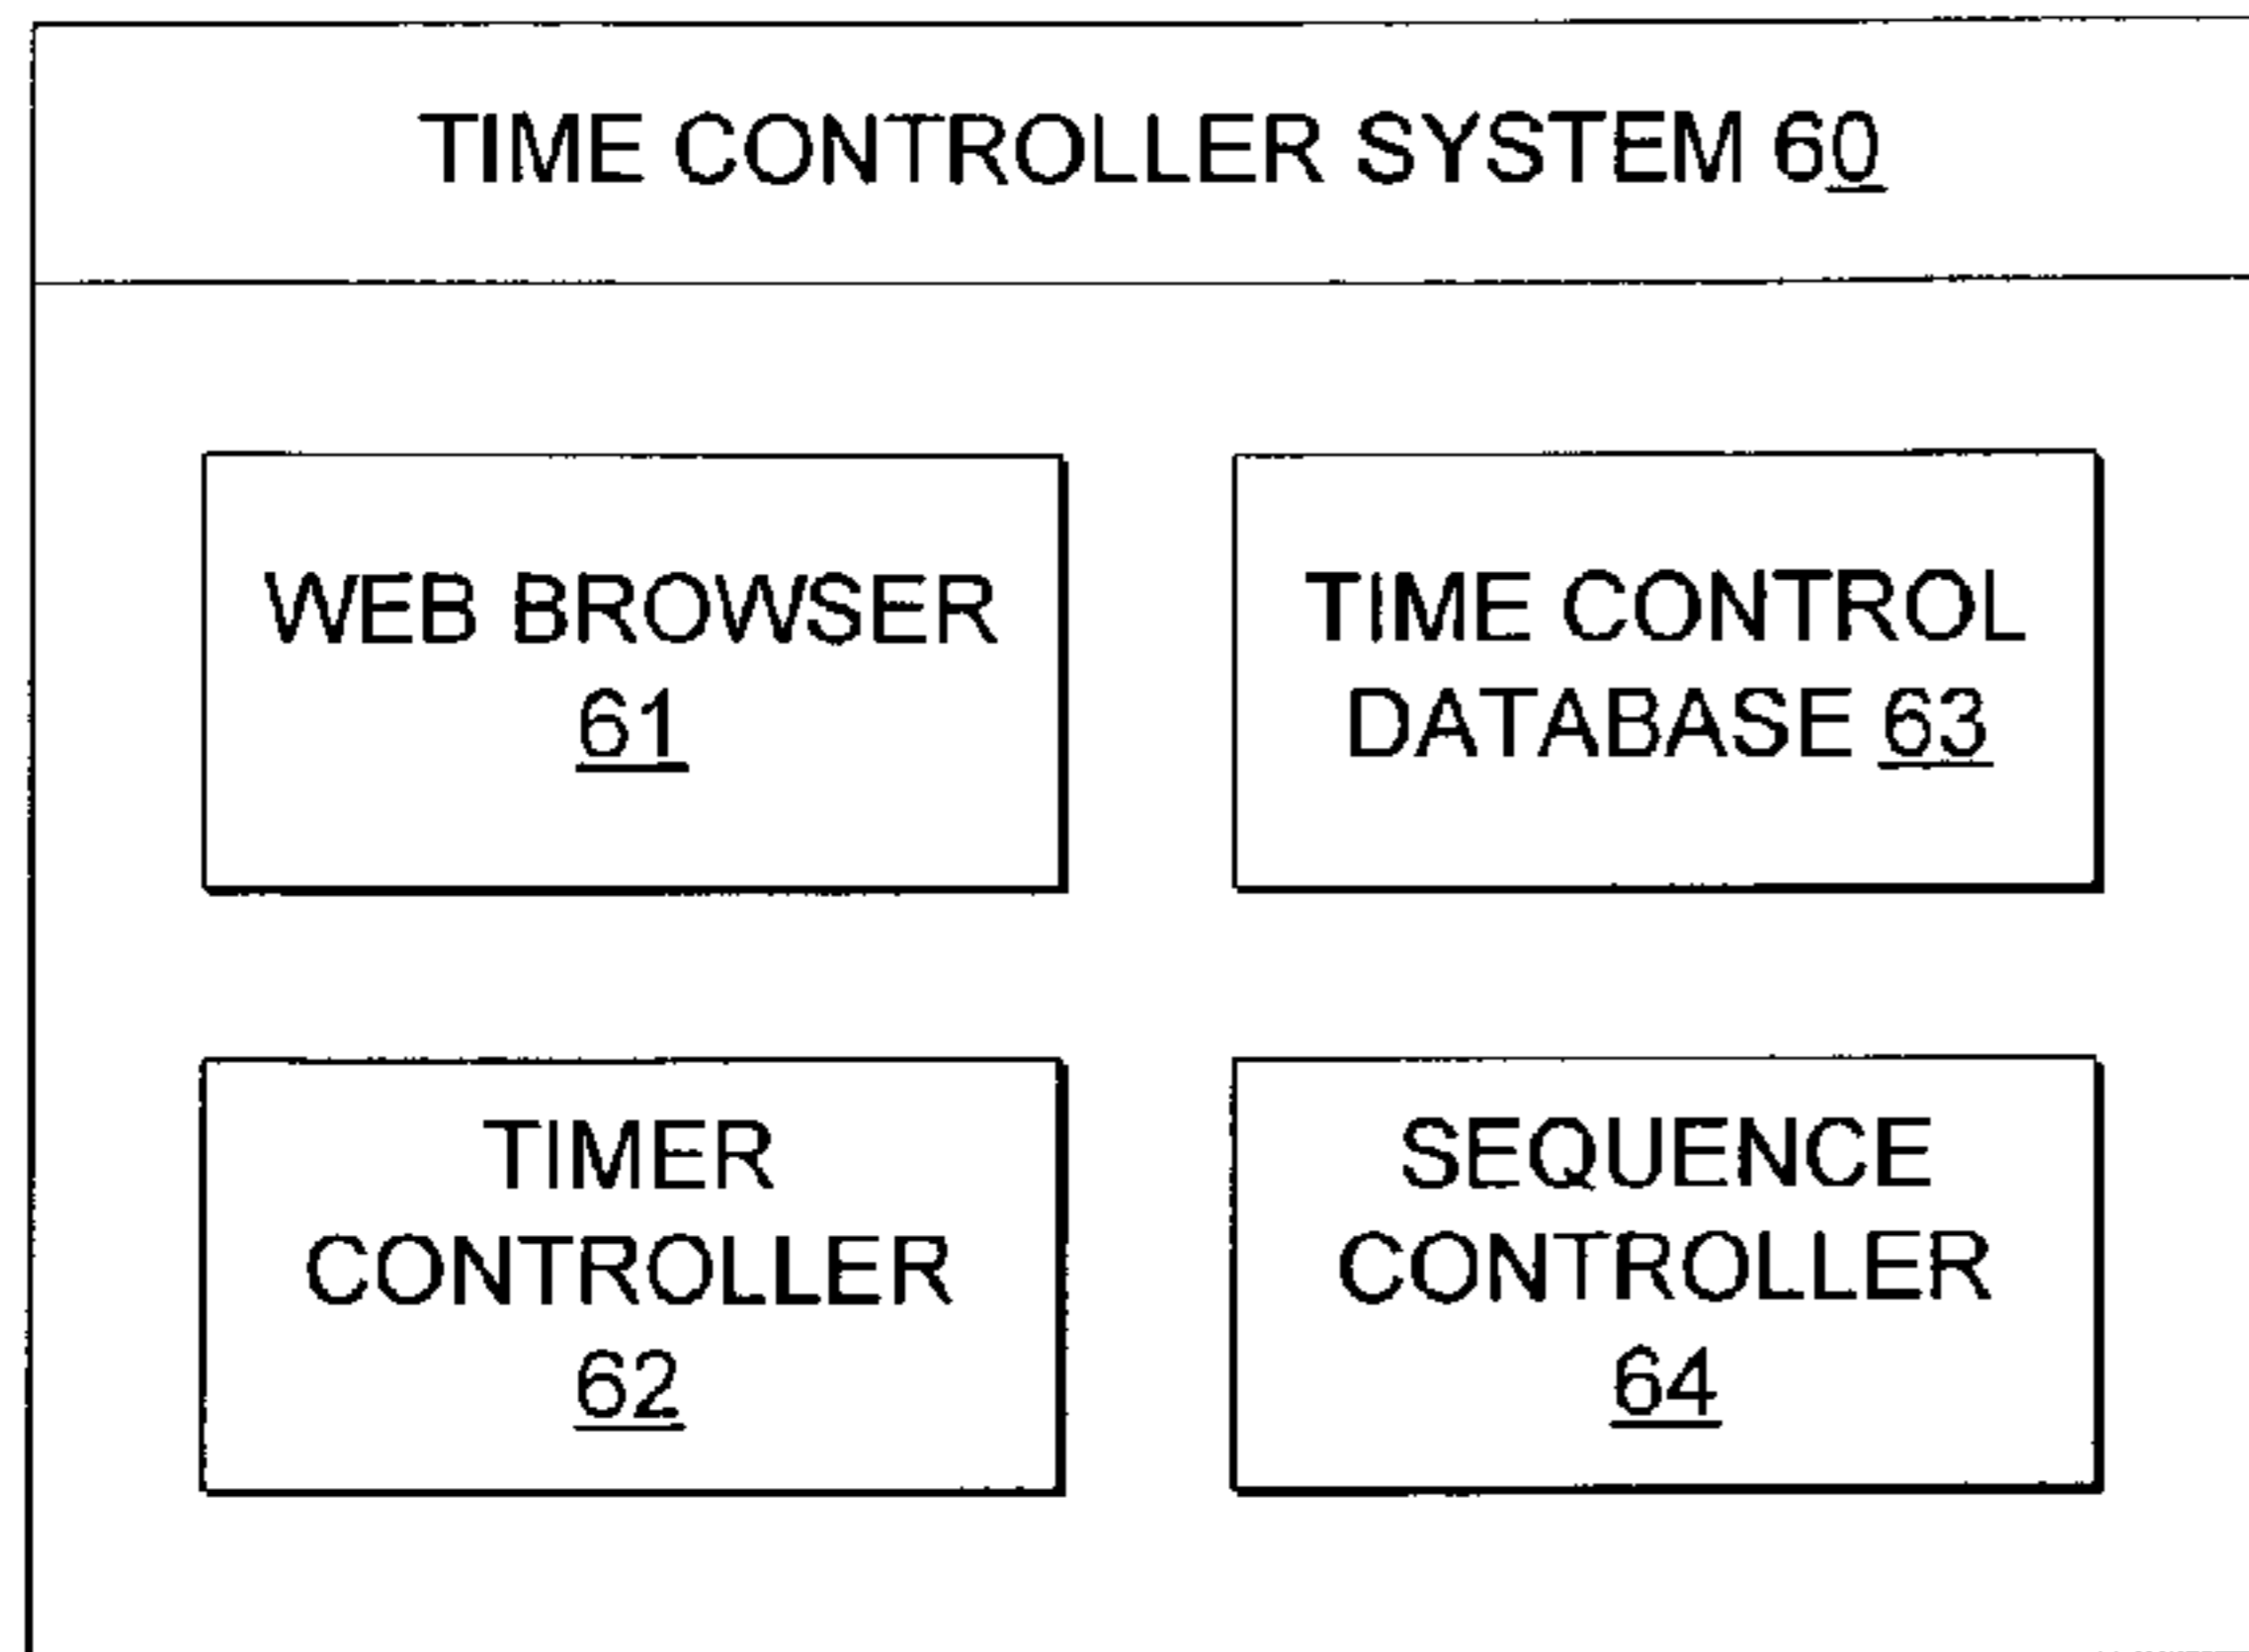 TIME CONTROLLER SYSTEM 60
WEB BROWSER
61
TIME CONTROL
DATABASE 63
TIMER
CONTROLLER
62
SEQUENCE
CONTROLLER
64